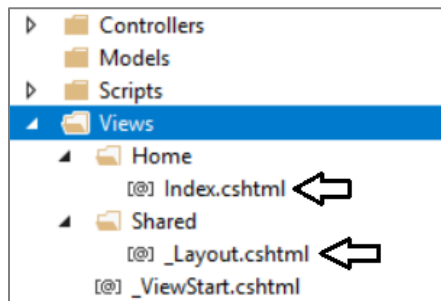 Controllers
Models
Scripts
Views
Home
[@] Index.cshtml
Shared
[@] _Layout.cshtml
[@] _ViewStart.cshtml